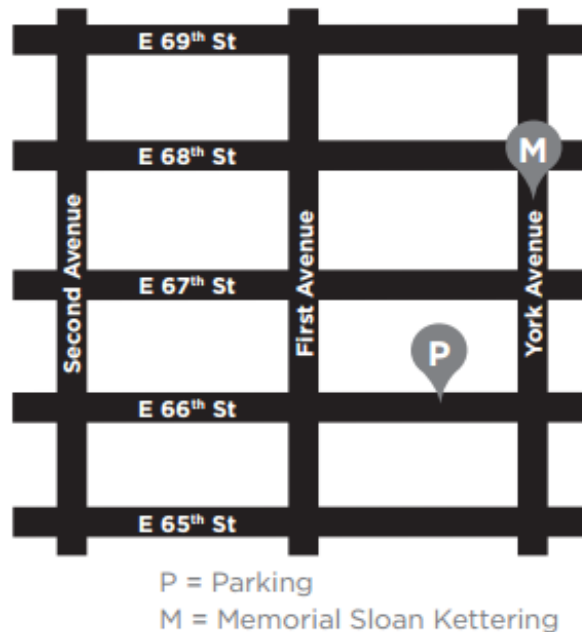 E 69th St
E 68th St
M
Second Avenue
First Avenue
York Avenue
E 67th St
P
E 66th St
E 65th St
P = Parking
M = Memorial Sloan Kettering